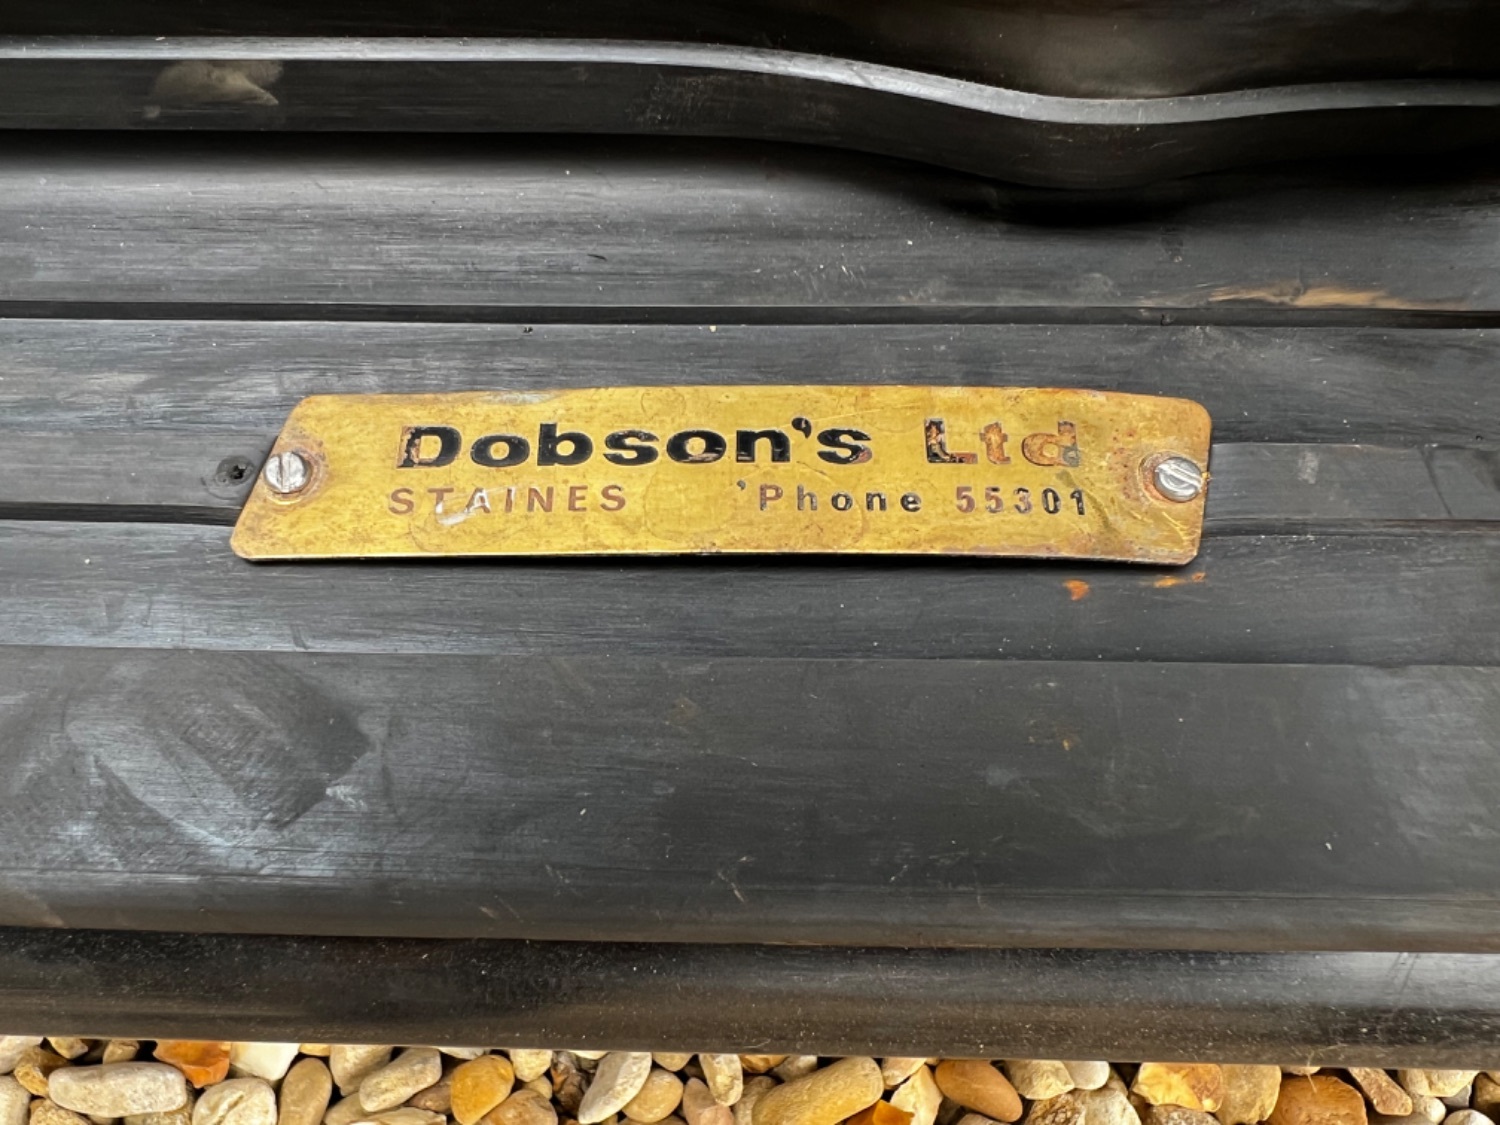 Dobson's Ltd
STAINES 'Phone 55301